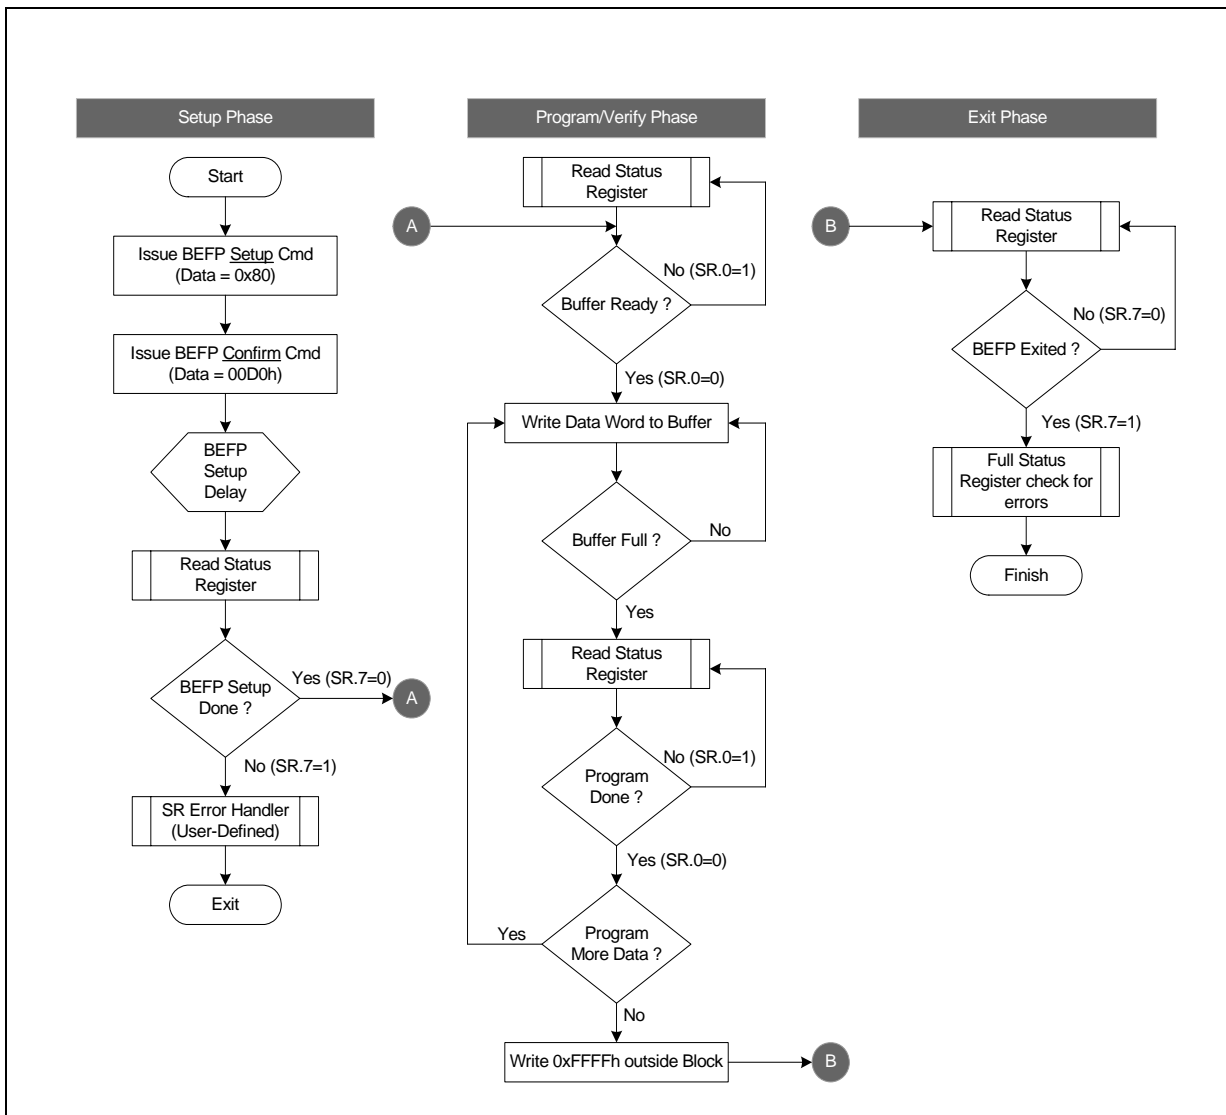 Setup Phase
Start
Issue BEFP Setup Cmd
(Data = 0x80)
Issue BEFP Confirm Cmd
(Data = 00D0h)
BEFP
Setup
Delay
Read Status
Register
BEFP Setup
Done ?
Yes (SR.7=0)
A
No (SR.7=1)
SR Error Handler
(User-Defined)
Exit
Program/Verify Phase
Read Status
Register
A
No (SR.0=1)
Buffer Ready ?
Yes (SR.0=0)
Write Data Word to Buffer
Buffer Full ?
No
Yes
Read Status
Register
No (SR.0=1)
Program
Done ?
Yes (SR.0=0)
Program
More Data ?
Yes
No
Write 0xFFFFh outside Block
B
Exit Phase
B
Read Status
Register
No (SR.7=0)
BEFP Exited ?
Yes (SR.7=1)
Full Status
Register check for
errors
Finish